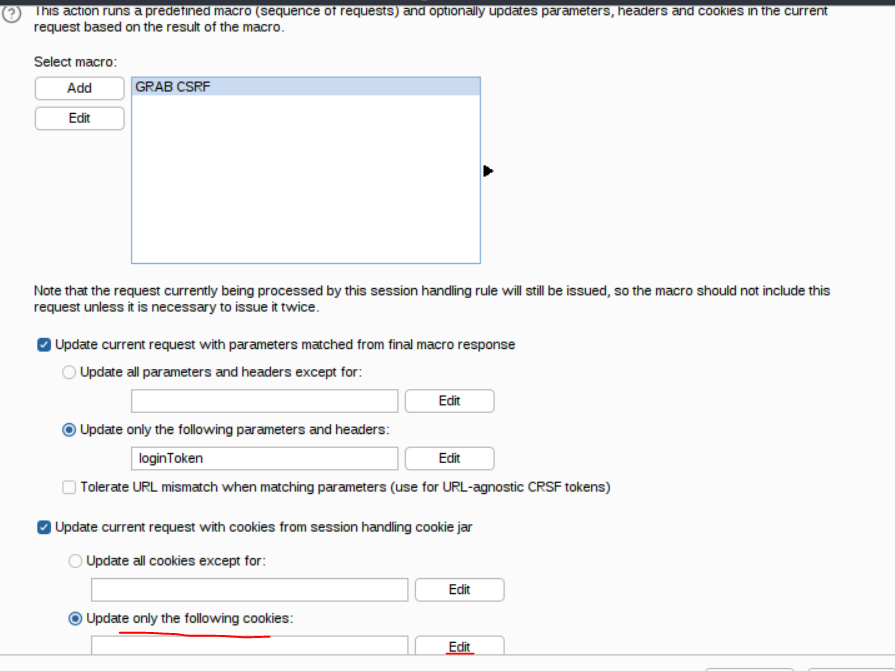 This action runs a predefined macro (sequence of requests) and optionally updates parameters, headers and cookies in the current
request based on the result of the macro.
Select macro:
Add
GRAB CSRF
Edit
Note that the request currently being processed by this session handling rule will still be issued, so the macro should not include this
request unless it is necessary to issue it twice.
Update current request with parameters matched from final macro response
Update all parameters and headers except for:
Edit
Update only the following parameters and headers:
loginToken
Edit
Tolerate URL mismatch when matching parameters (use for URL-agnostic CRSF tokens)
Update current request with cookies from session handling cookie jar
Update all cookies except for:
Edit
Update only the following cookies:
Edit